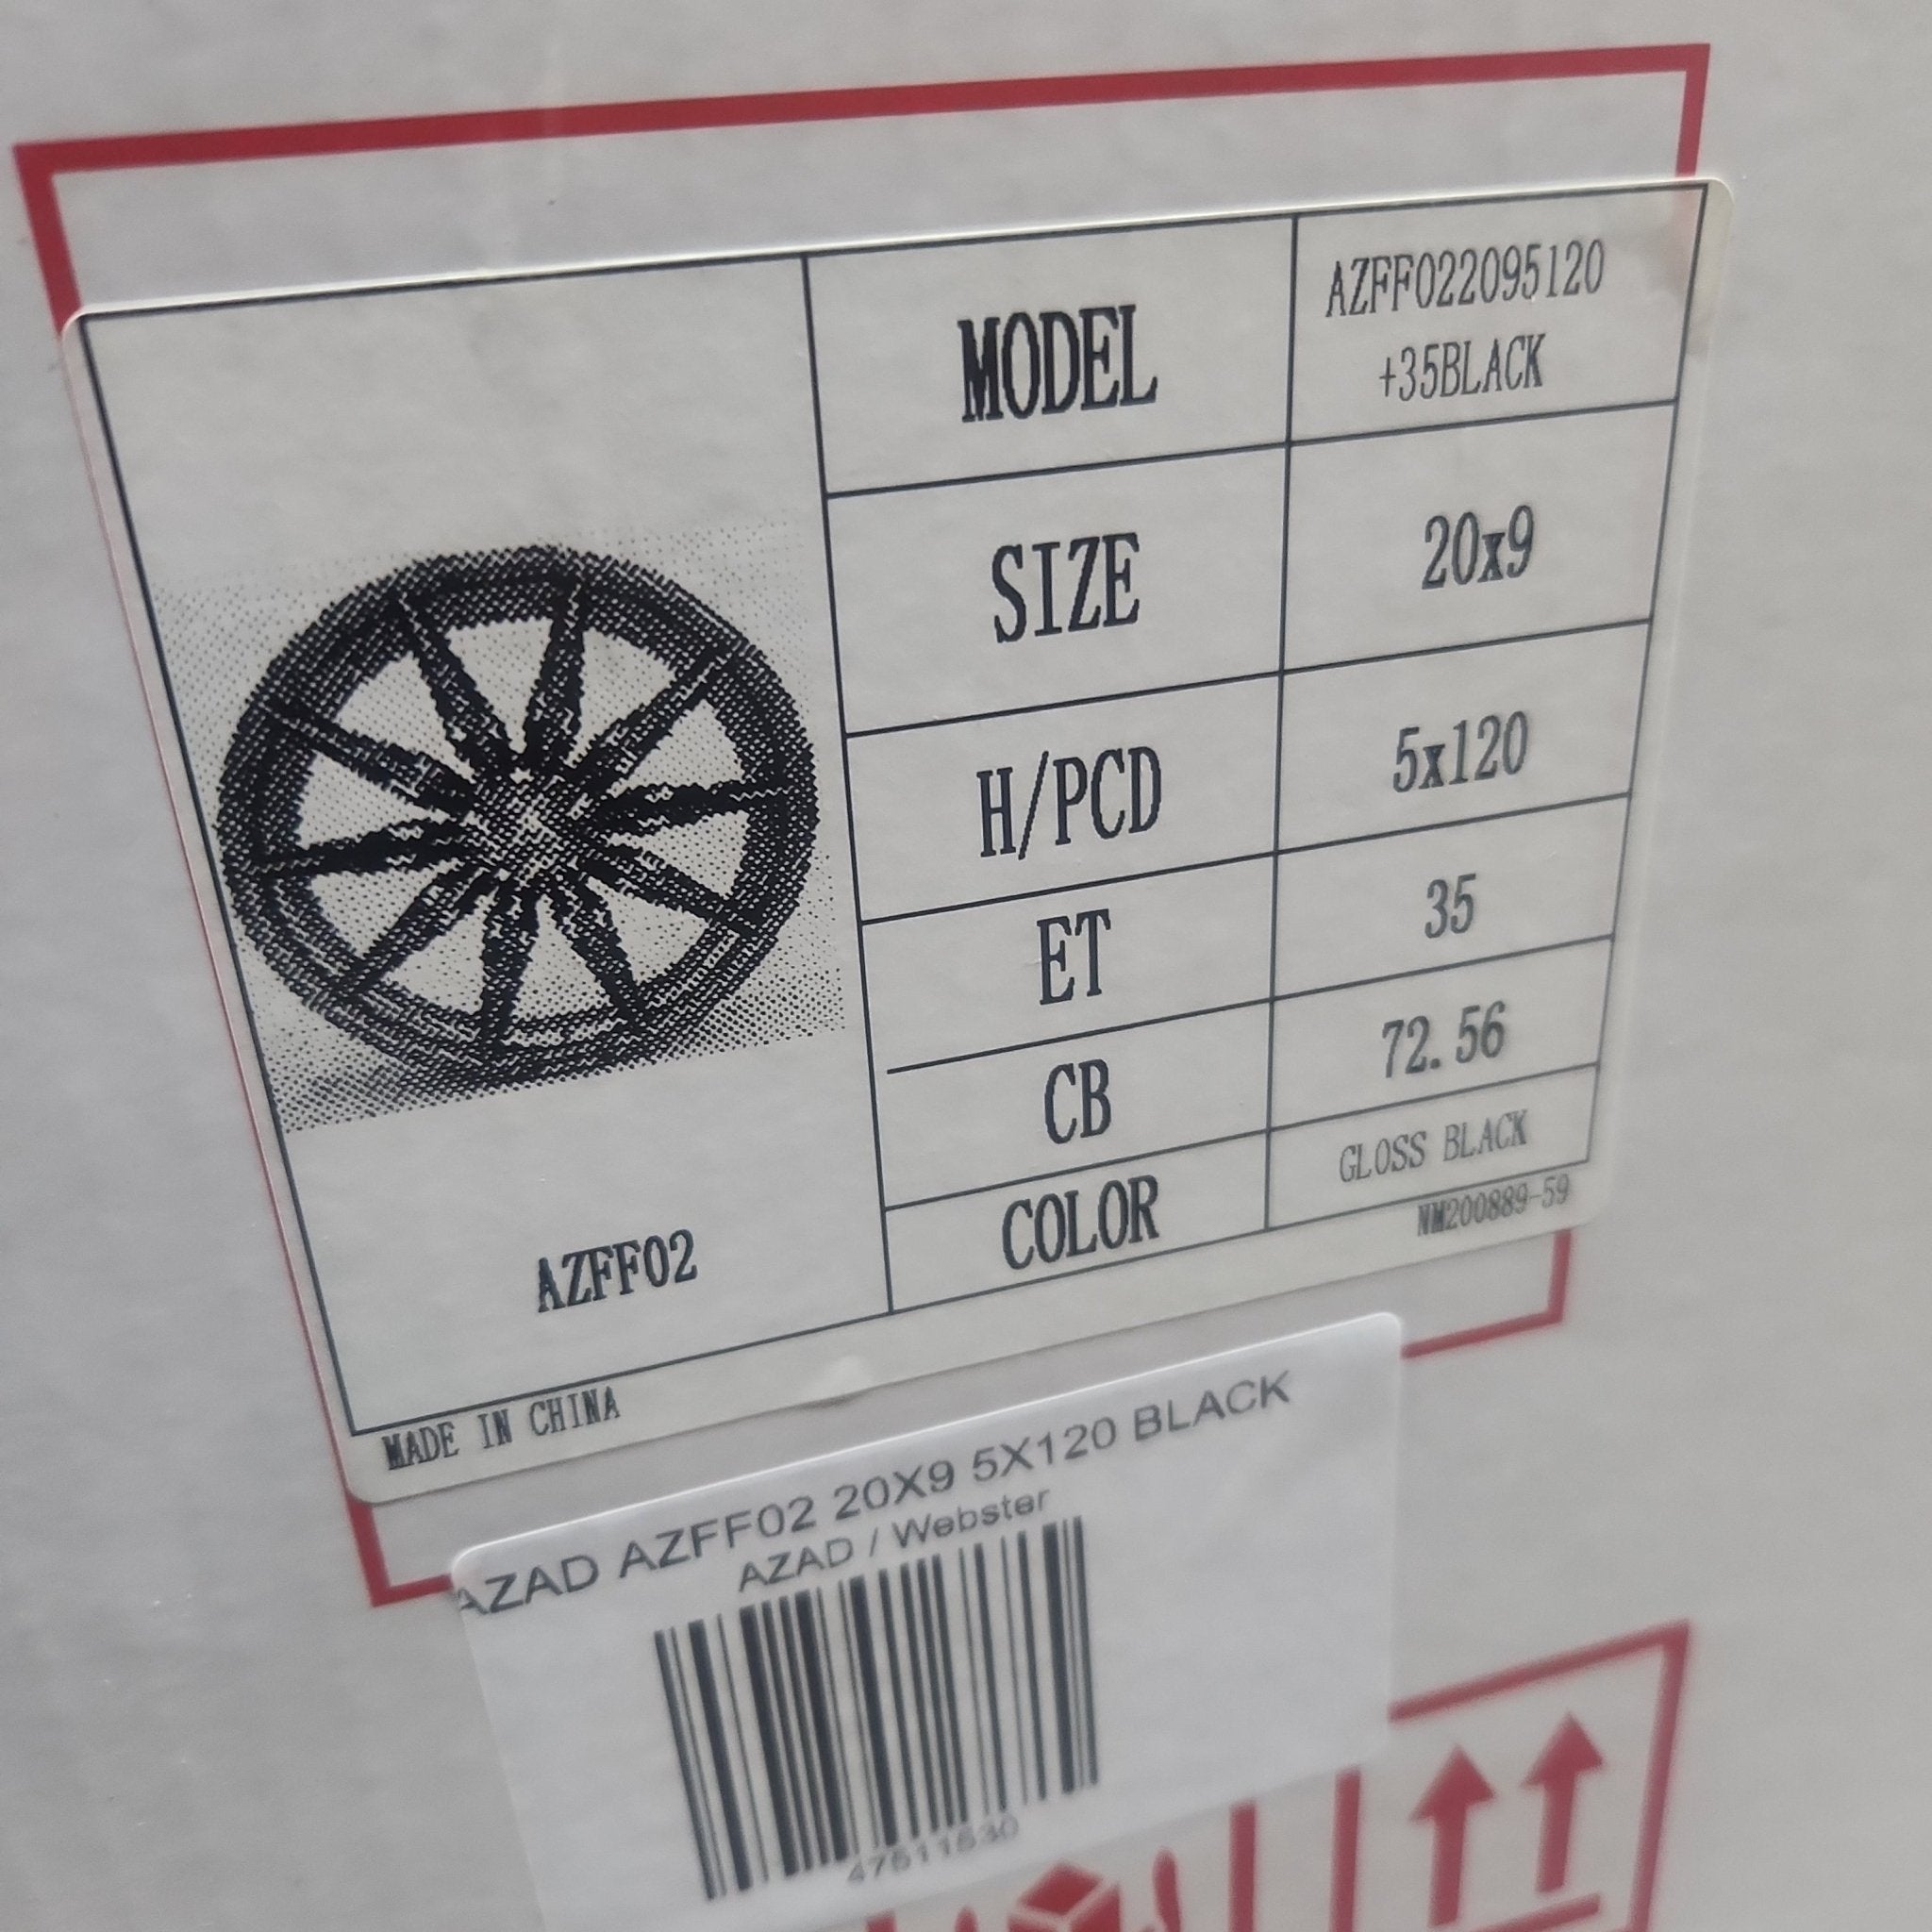 MODEL AZFF022095120
+35BLACK
SIZE 20x9
H/PCD 5x120
ET 35
CB 72.56
COLOR GLOSS BLACK
AZFF02
NM200889-59
MADE IN CHINA
AZAD AZFF02 20X9 5X120 BLACK
AZAD / Webster
47511530